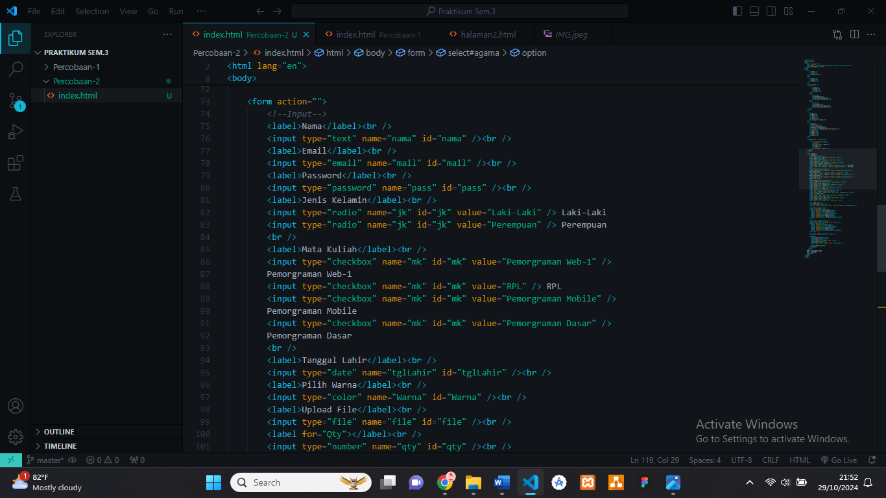 File Edit Selection View Go Run ···
Praktikum Sem.3
EXPLORER
PRAKTIKUM SEM.3
Percobaan-1
Percobaan-2
index.html U
OUTLINE
TIMELINE
index.html Percobaan-2 U
index.html Percobaan-1
halaman2.html
IMG.jpeg
Percobaan-2 > index.html > html > body > form > select#agama > option
2 <html lang="en">
8 <body>
72
73 <form action="">
74 <!--Input-->
75 <label>Nama</label><br />
76 <input type="text" name="nama" id="nama" /><br />
77 <label>Email</label><br />
78 <input type="email" name="mail" id="mail" /><br />
79 <label>Password</label><br />
80 <input type="password" name="pass" id="pass" /><br />
81 <label>Jenis Kelamin</label><br />
82 <input type="radio" name="jk" id="jk" value="Laki-Laki" /> Laki-Laki
83 <input type="radio" name="jk" id="jk" value="Perempuan" /> Perempuan
84 <br />
85 <label>Mata Kuliah</label><br />
86 <input type="checkbox" name="mk" id="mk" value="Pemorgraman Web-1" />
87 Pemorgraman Web-1
88 <input type="checkbox" name="mk" id="mk" value="RPL" /> RPL
89 <input type="checkbox" name="mk" id="mk" value="Pemorgraman Mobile" />
90 Pemorgraman Mobile
91 <input type="checkbox" name="mk" id="mk" value="Pemorgraman Dasar" />
92 Pemorgraman Dasar
93 <br />
94 <label>Tanggal Lahir</label><br />
95 <input type="date" name="tglLahir" id="tglLahir" /><br />
96 <label>Pilih Warna</label><br />
97 <input type="color" name="Warna" id="Warna" /><br />
98 <label>Upload File</label><br />
99 <input type="file" name="file" id="file" /><br />
100 <label for="Qty"></label><br />
101 <input type="number" name="qty" id="qty" /><br />
Activate Windows
Go to Settings to activate Windows.
master* 0 0 0 Ln 119, Col 29 Spaces: 4 UTF-8 CRLF HTML Go Live
1
82°F
Mostly cloudy
Search
21:52
29/10/2024